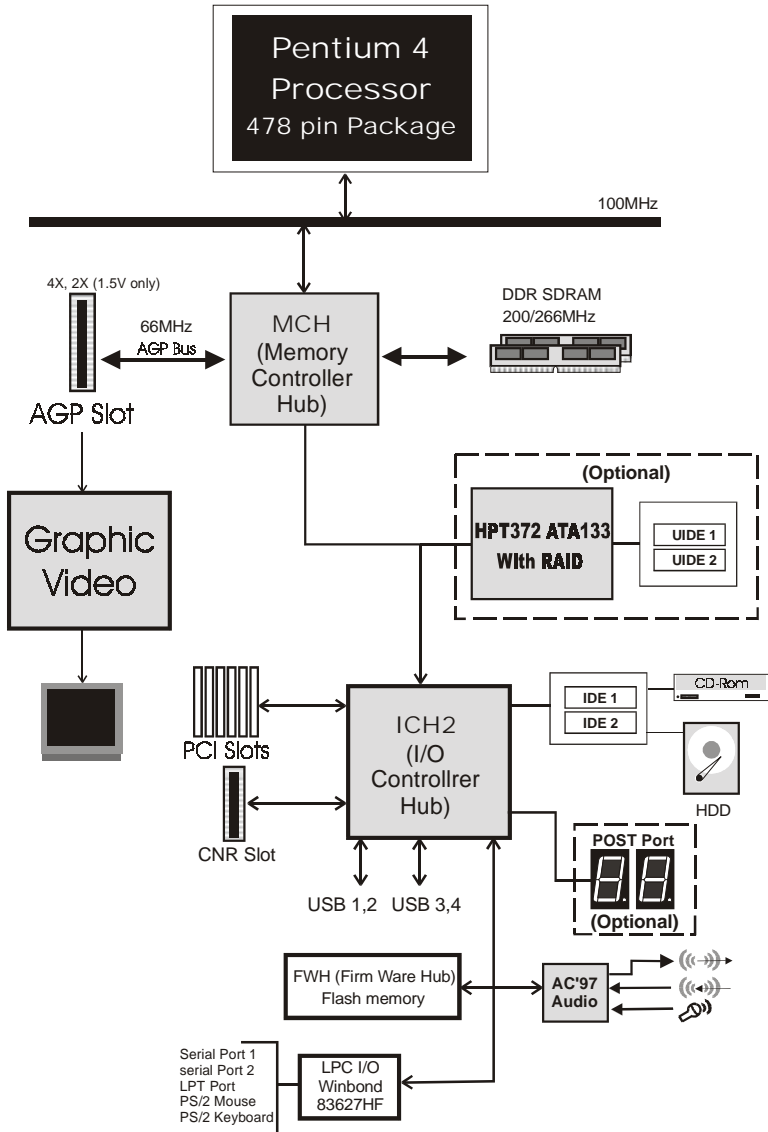 Pentium 4
Processor
478 pin Package
100MHz
4X, 2X (1.5V only)
66MHz
AGP Bus
AGP Slot
MCH
(Memory
Controller
Hub)
DDR SDRAM
200/266MHz
(Optional)
HPT372 ATA133
With RAID
UIDE 1
UIDE 2
Graphic
Video
PCI Slots
CNR Slot
ICH2
(I/O
Controllrer
Hub)
IDE 1
IDE 2
CD-Rom
HDD
POST Port
8.8.
(Optional)
USB 1,2
USB 3,4
FWH (Firm Ware Hub)
Flash memory
AC'97
Audio
Serial Port 1
serial Port 2
LPT Port
PS/2 Mouse
PS/2 Keyboard
LPC I/O
Winbond
83627HF